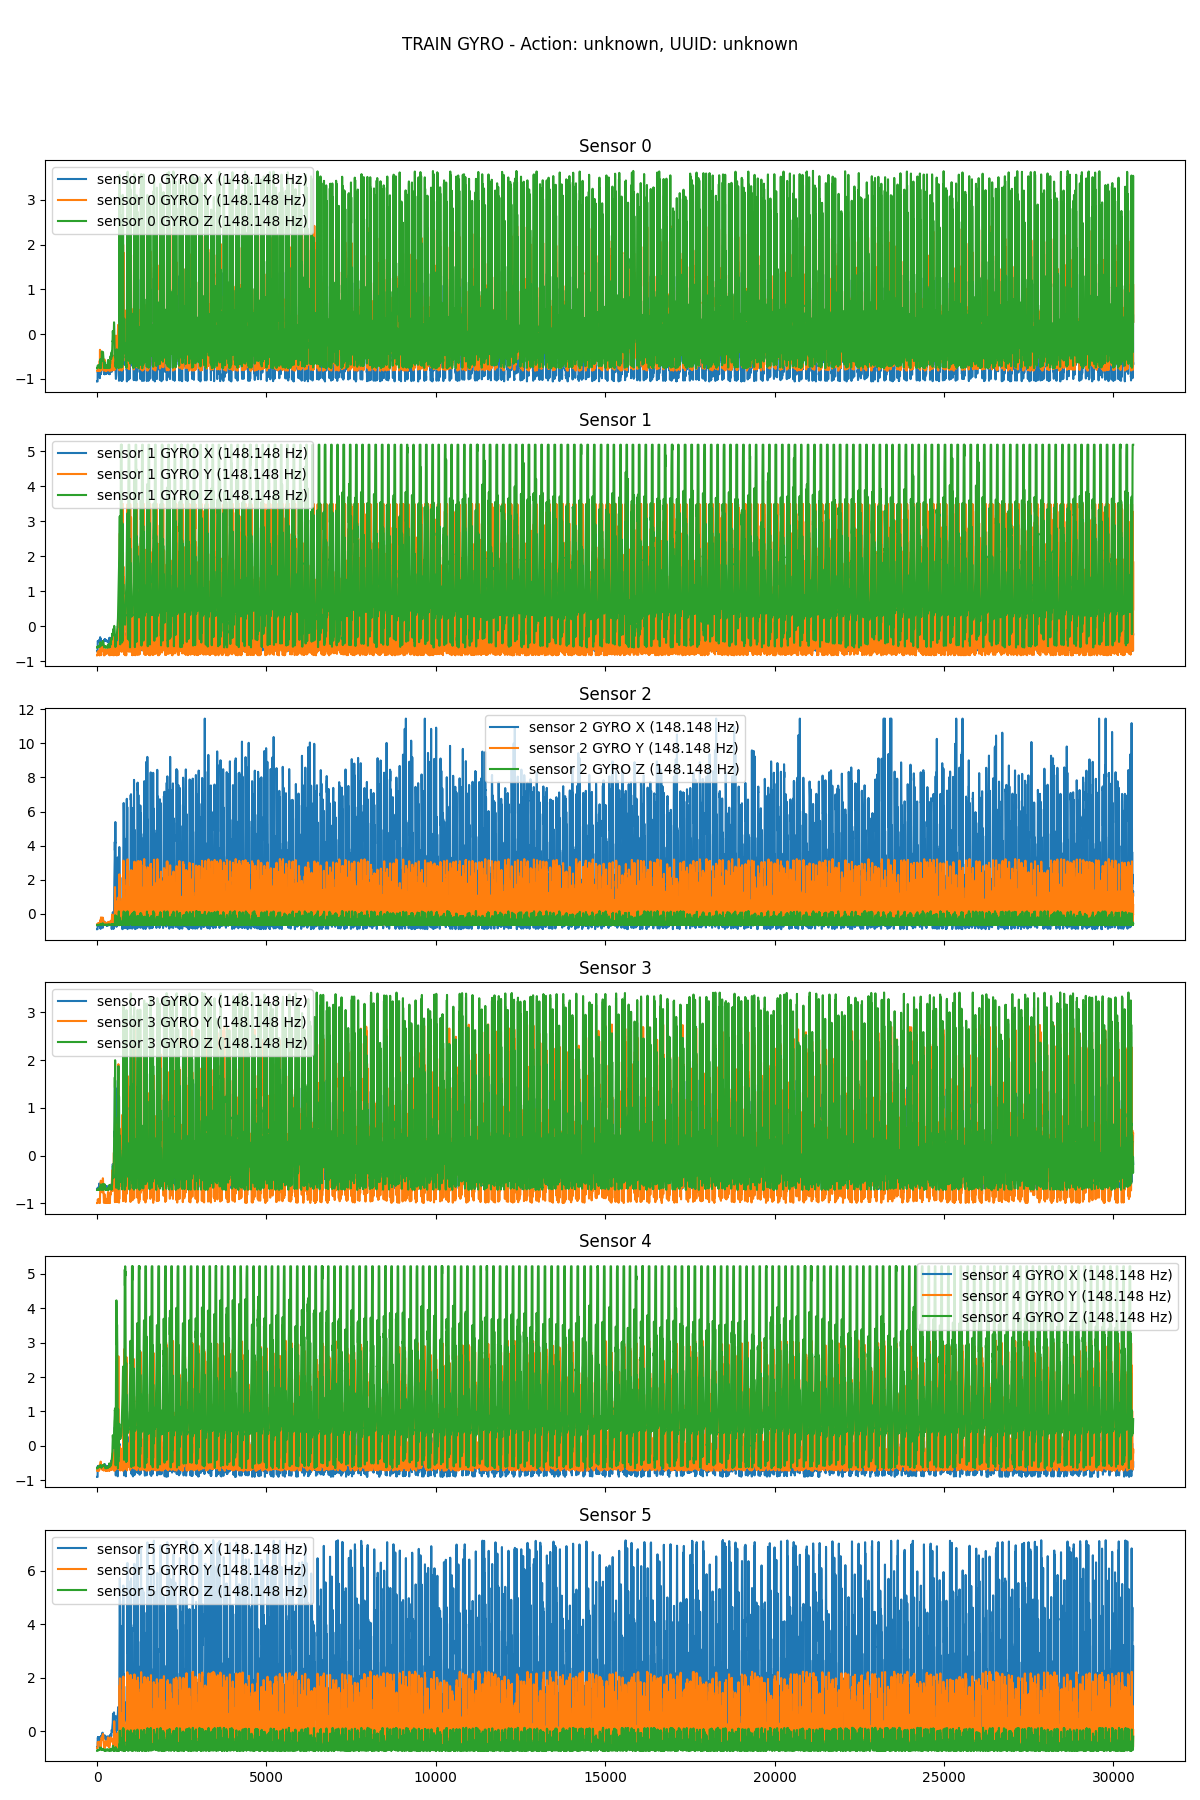 TRAIN GYRO - Action: unknown, UUID: unknown
Sensor 0
sensor 0 GYRO X (148.148 Hz)
sensor 0 GYRO Y (148.148 Hz)
sensor 0 GYRO Z (148.148 Hz)
3
2
1
0
−1
Sensor 1
sensor 1 GYRO X (148.148 Hz)
sensor 1 GYRO Y (148.148 Hz)
sensor 1 GYRO Z (148.148 Hz)
5
4
3
2
1
0
−1
Sensor 2
sensor 2 GYRO X (148.148 Hz)
sensor 2 GYRO Y (148.148 Hz)
sensor 2 GYRO Z (148.148 Hz)
12
10
8
6
4
2
0
Sensor 3
sensor 3 GYRO X (148.148 Hz)
sensor 3 GYRO Y (148.148 Hz)
sensor 3 GYRO Z (148.148 Hz)
3
2
1
0
−1
Sensor 4
sensor 4 GYRO X (148.148 Hz)
sensor 4 GYRO Y (148.148 Hz)
sensor 4 GYRO Z (148.148 Hz)
5
4
3
2
1
0
−1
Sensor 5
sensor 5 GYRO X (148.148 Hz)
sensor 5 GYRO Y (148.148 Hz)
sensor 5 GYRO Z (148.148 Hz)
6
4
2
0
0 5000 10000 15000 20000 25000 30000